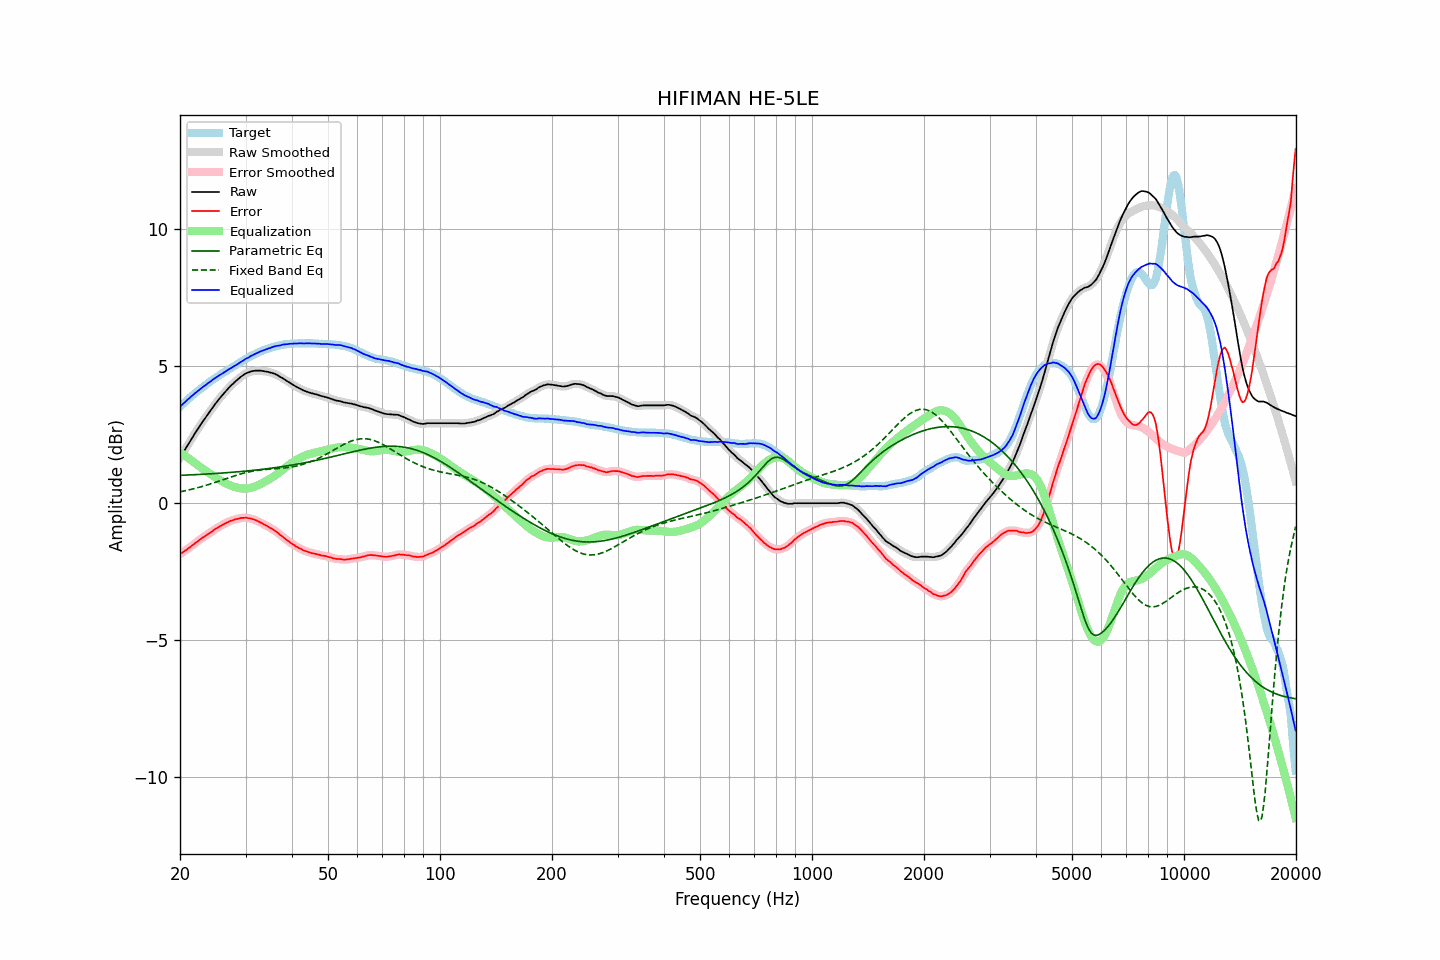 HIFIMAN HE-5LE
Target
Raw Smoothed
Error Smoothed
Raw
Error
Equalization
Parametric Eq
Fixed Band Eq
Equalized
Amplitude (dBr)
10
5
0
−5
−10
20 50 100 200 500 1000 2000 5000 10000 20000
Frequency (Hz)